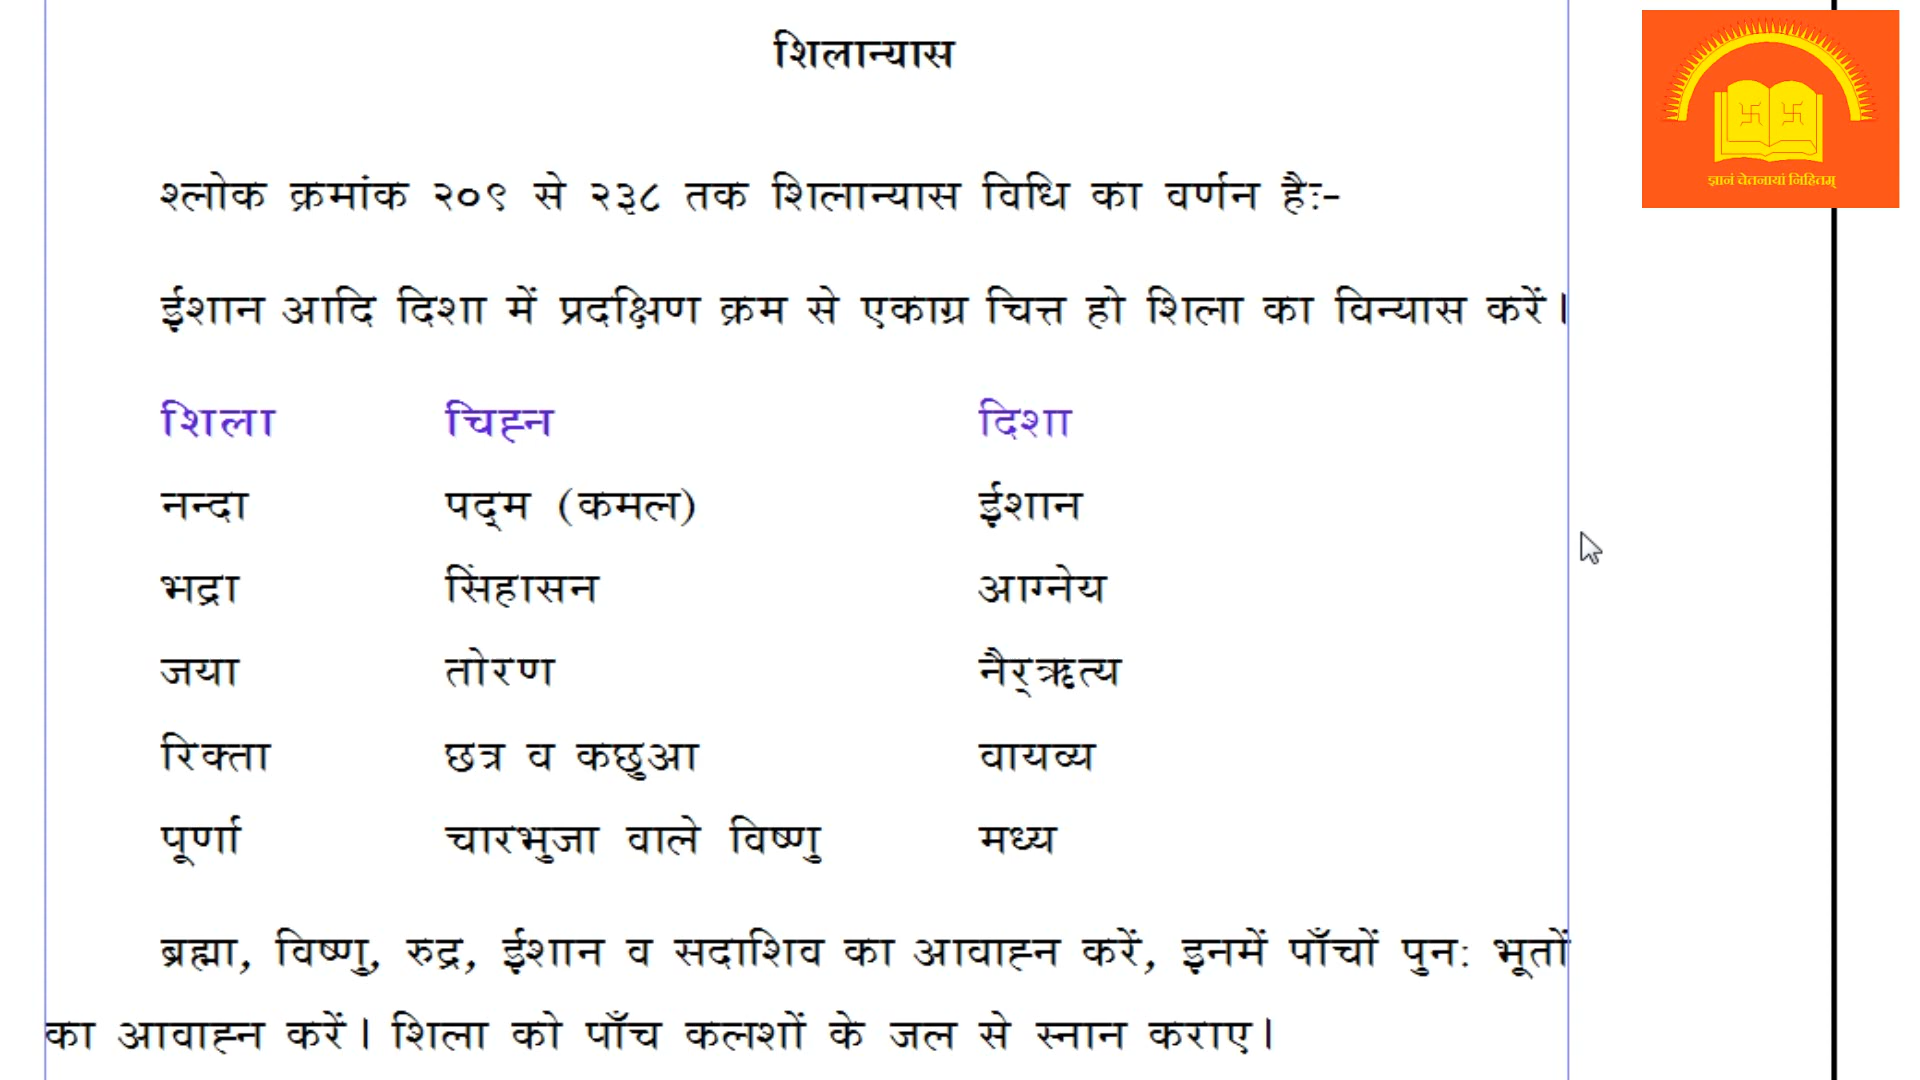 शिलान्यास
ज्ञानं चेतनायां निहितम्
श्लोक क्रमांक २०९ से २३८ तक शिलान्यास विधि का वर्णन हैः-
ईशान आदि दिशा में प्रदक्षिण क्रम से एकाग्र चित्त हो शिला का विन्यास करें।
शिला चिह्न दिशा
नन्दा पद्म (कमल) ईशान
भद्रा सिंहासन आग्नेय
जया तोरण नैर्ऋत्य
रिक्ता छत्र व कछुआ वायव्य
पूर्णा चारभुजा वाले विष्णु मध्य
ब्रह्मा, विष्णु, रुद्र, ईशान व सदाशिव का आवाह्न करें, इनमें पाँचों पुनः भूतों
का आवाह्न करें। शिला को पाँच कलशों के जल से स्नान कराए।